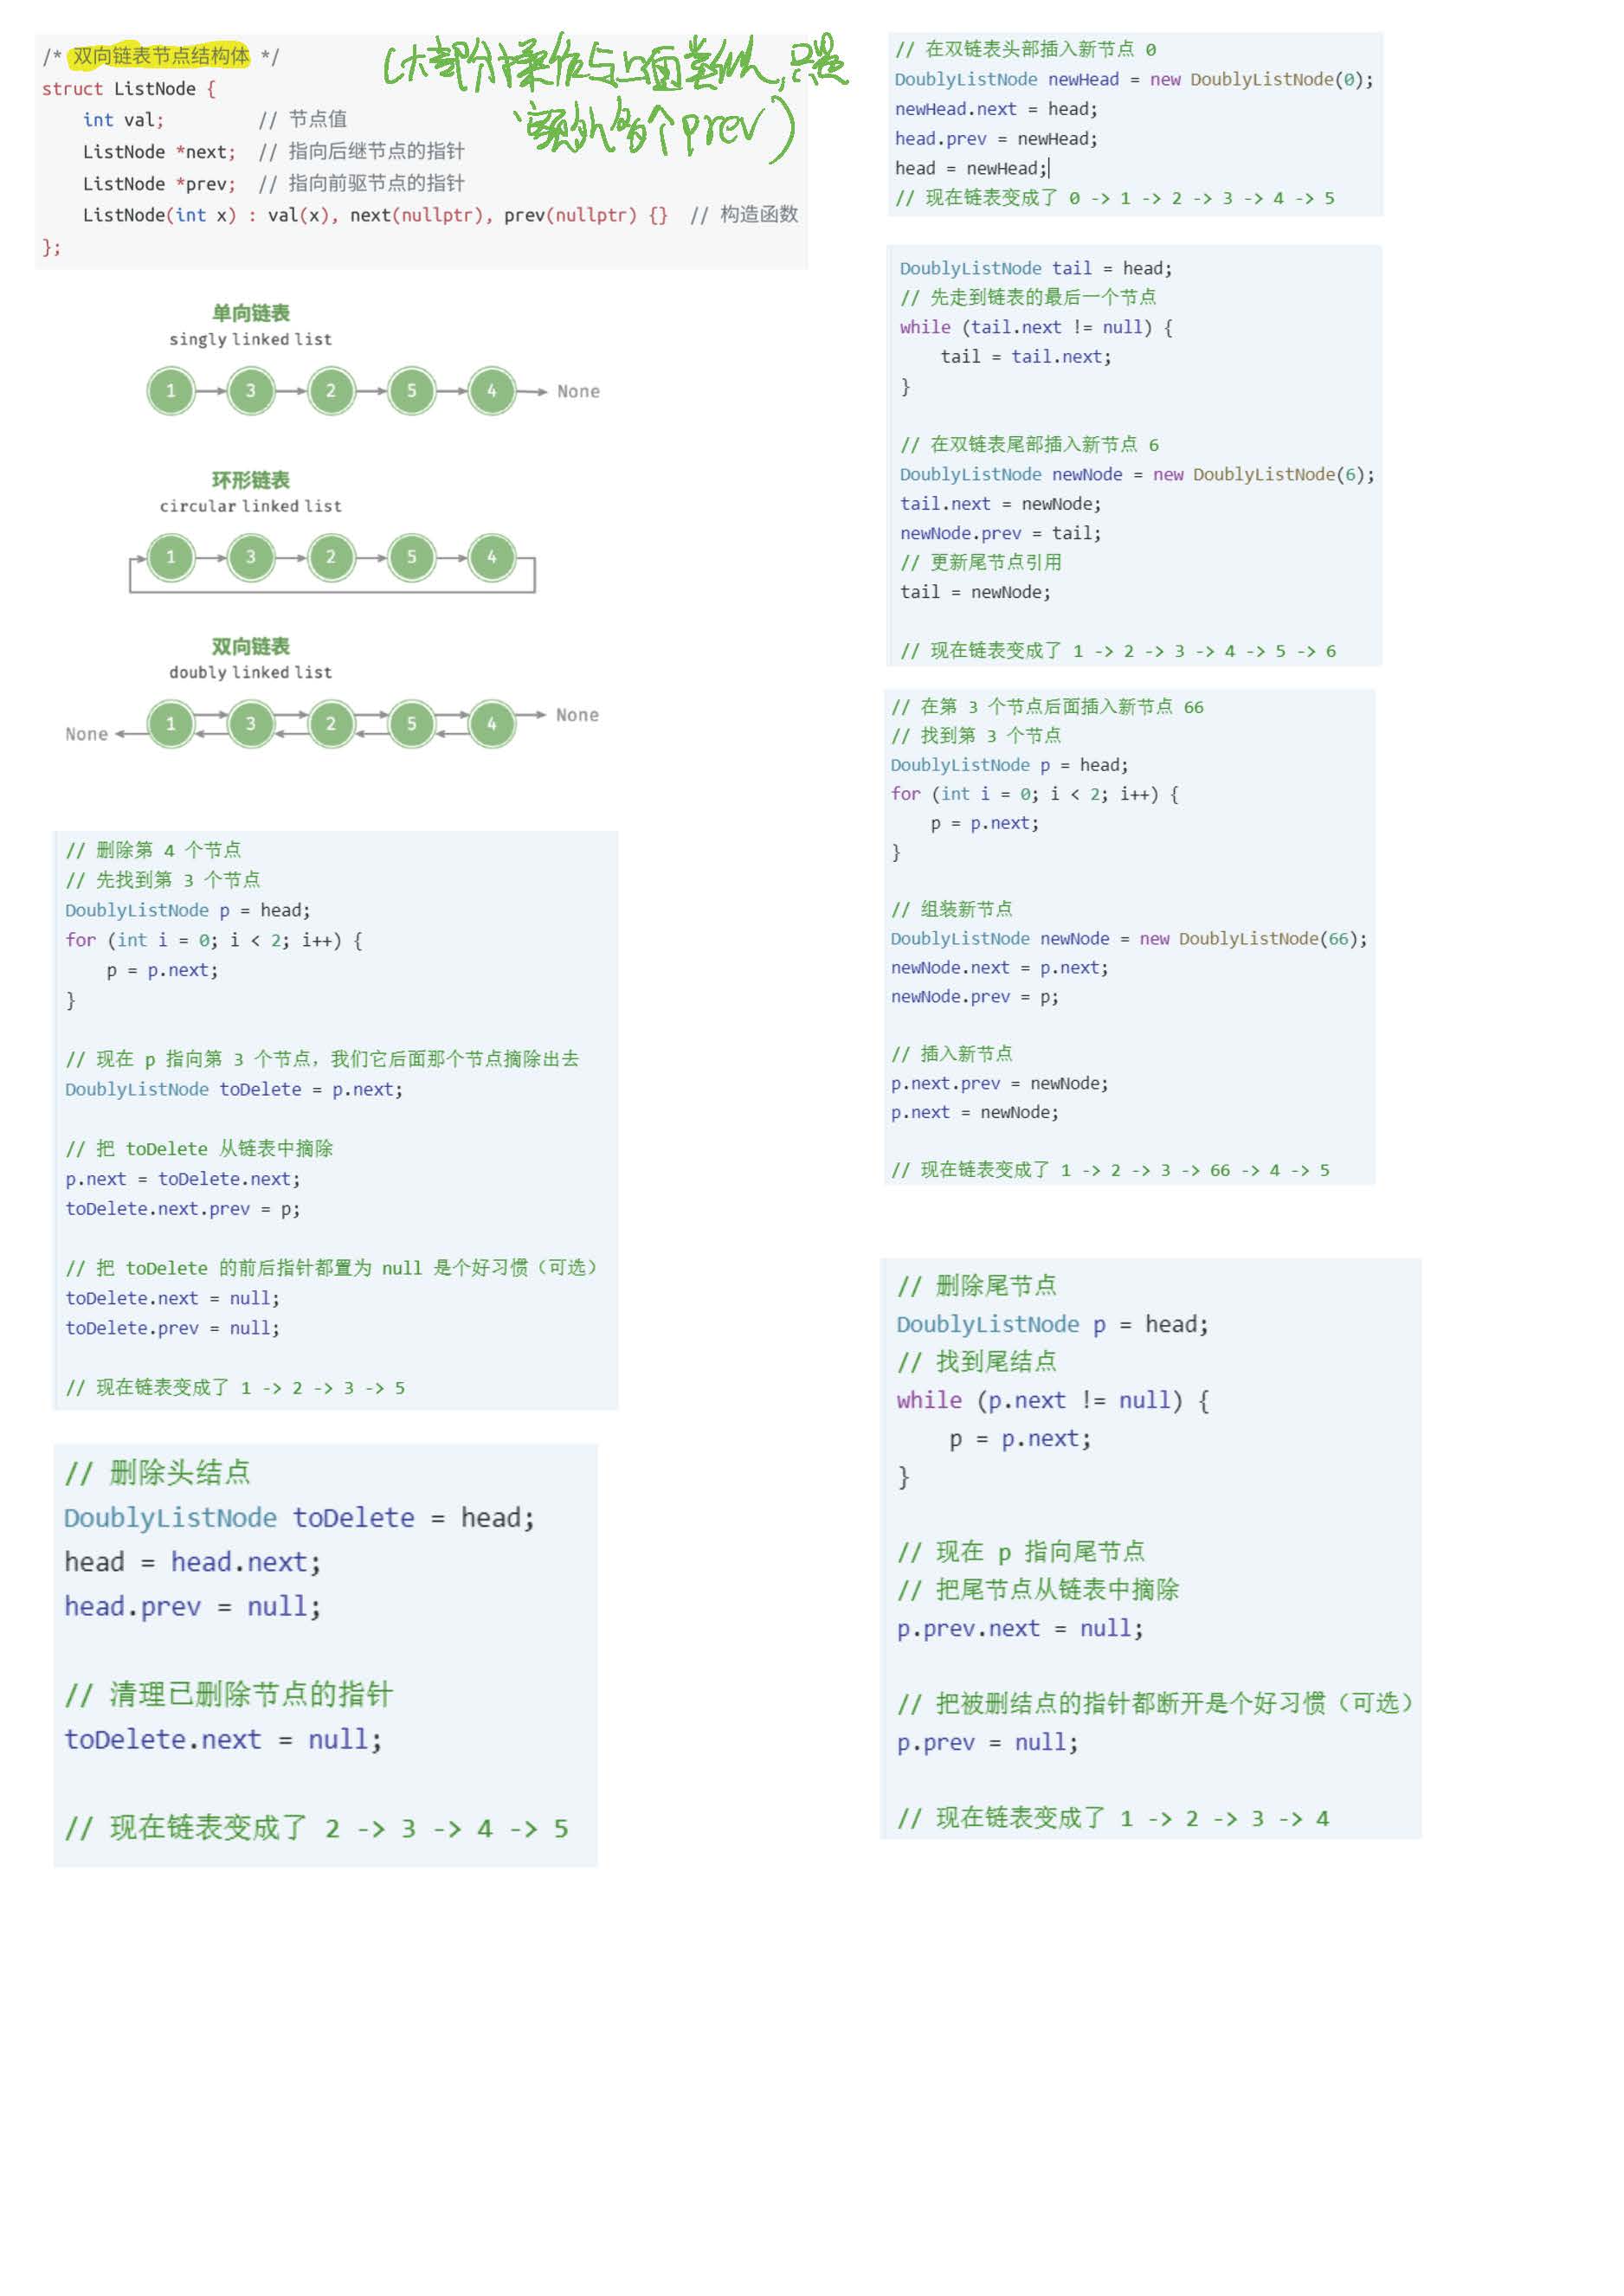 /* 双向链表节点结构体 */
struct ListNode {
    int val;         // 节点值
    ListNode *next;  // 指向后继节点的指针
    ListNode *prev;  // 指向前驱节点的指针
    ListNode(int x) : val(x), next(nullptr), prev(nullptr) {}  // 构造函数
};
(大部分操作与上面类似,只是
额外多个prev)
单向链表
singly linked list
1 3 2 5 4 None
环形链表
circular linked list
1 3 2 5 4
双向链表
doubly linked list
None 1 3 2 5 4 None
// 删除第 4 个节点
// 先找到第 3 个节点
DoublyListNode p = head;
for (int i = 0; i < 2; i++) {
    p = p.next;
}
// 现在 p 指向第 3 个节点，我们它后面那个节点摘除出去
DoublyListNode toDelete = p.next;
// 把 toDelete 从链表中摘除
p.next = toDelete.next;
toDelete.next.prev = p;
// 把 toDelete 的前后指针都置为 null 是个好习惯（可选）
toDelete.next = null;
toDelete.prev = null;
// 现在链表变成了 1 -> 2 -> 3 -> 5
// 删除头结点
DoublyListNode toDelete = head;
head = head.next;
head.prev = null;
// 清理已删除节点的指针
toDelete.next = null;
// 现在链表变成了 2 -> 3 -> 4 -> 5
// 在双链表头部插入新节点 0
DoublyListNode newHead = new DoublyListNode(0);
newHead.next = head;
head.prev = newHead;
head = newHead;
// 现在链表变成了 0 -> 1 -> 2 -> 3 -> 4 -> 5
DoublyListNode tail = head;
// 先走到链表的最后一个节点
while (tail.next != null) {
    tail = tail.next;
}
// 在双链表尾部插入新节点 6
DoublyListNode newNode = new DoublyListNode(6);
tail.next = newNode;
newNode.prev = tail;
// 更新尾节点引用
tail = newNode;
// 现在链表变成了 1 -> 2 -> 3 -> 4 -> 5 -> 6
// 在第 3 个节点后面插入新节点 66
// 找到第 3 个节点
DoublyListNode p = head;
for (int i = 0; i < 2; i++) {
    p = p.next;
}
// 组装新节点
DoublyListNode newNode = new DoublyListNode(66);
newNode.next = p.next;
newNode.prev = p;
// 插入新节点
p.next.prev = newNode;
p.next = newNode;
// 现在链表变成了 1 -> 2 -> 3 -> 66 -> 4 -> 5
// 删除尾节点
DoublyListNode p = head;
// 找到尾结点
while (p.next != null) {
    p = p.next;
}
// 现在 p 指向尾节点
// 把尾节点从链表中摘除
p.prev.next = null;
// 把被删结点的指针都断开是个好习惯（可选）
p.prev = null;
// 现在链表变成了 1 -> 2 -> 3 -> 4